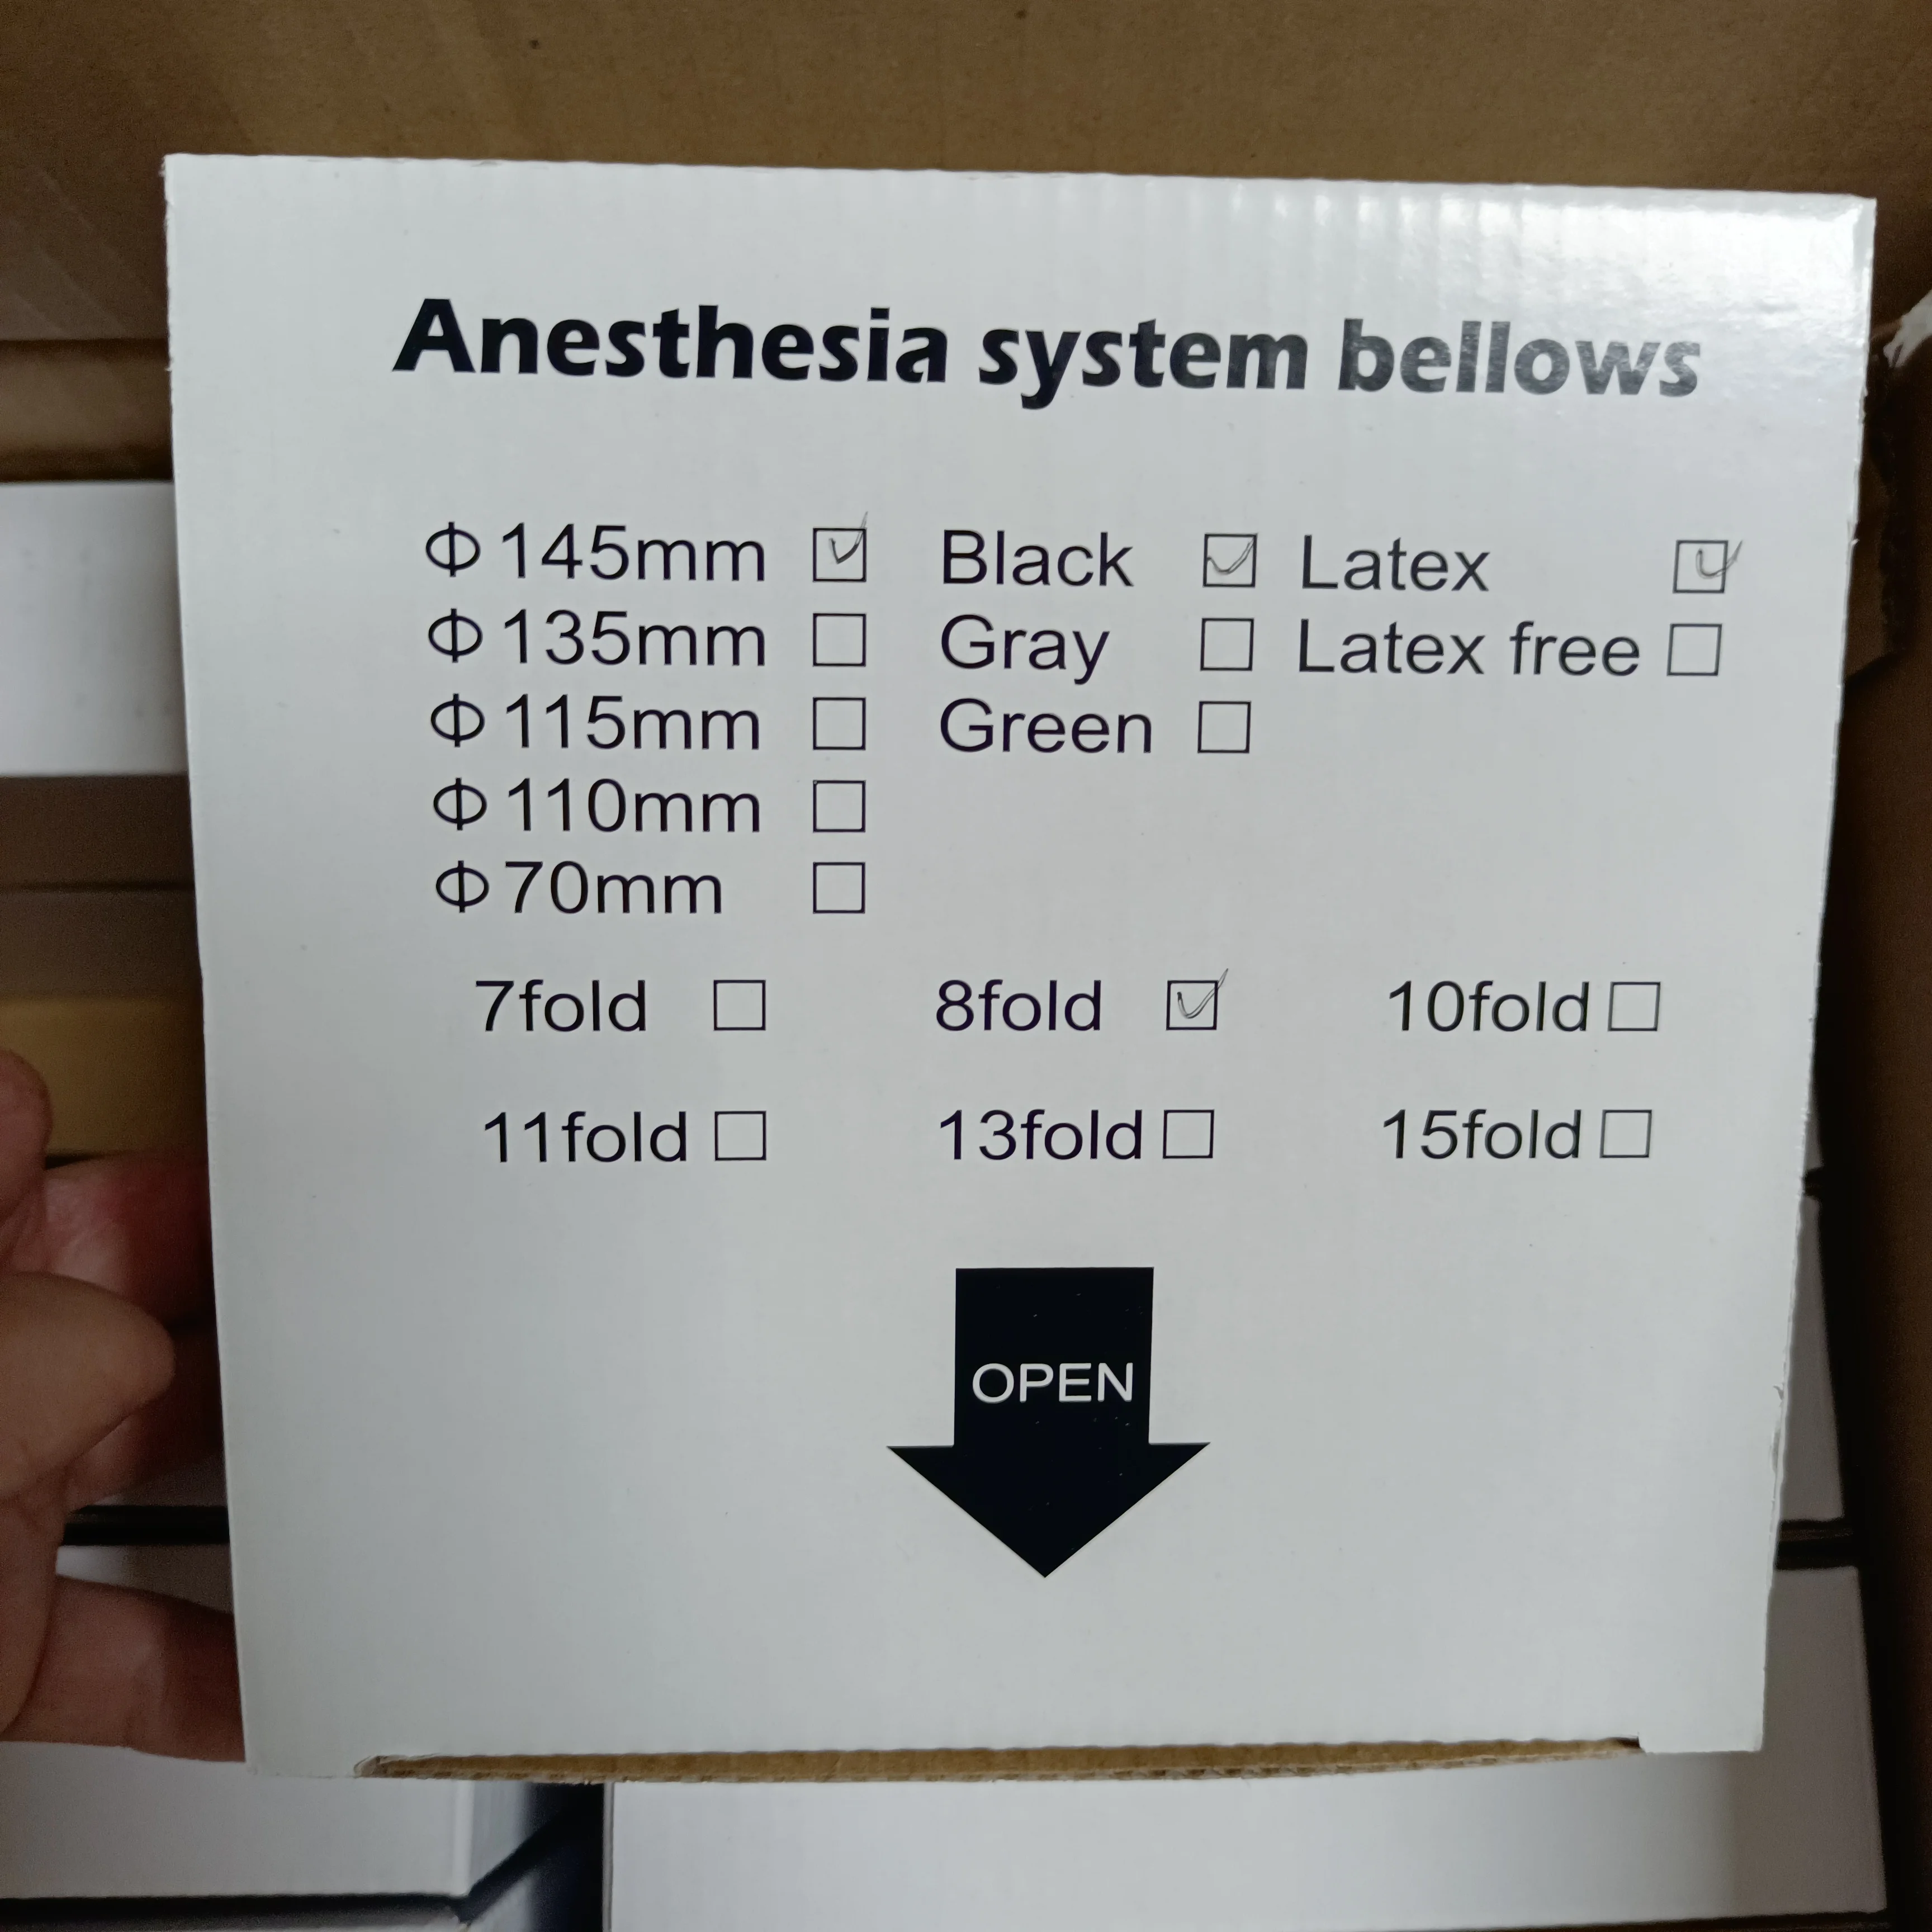 Anesthesia system bellows
Φ145mm ☑ Black ☑ Latex ☑
Φ135mm ☐ Gray ☐ Latex free ☐
Φ115mm ☐ Green ☐
Φ110mm ☐
Φ70mm ☐
7fold ☐ 8fold ☑ 10fold ☐
11fold ☐ 13fold ☐ 15fold ☐
OPEN